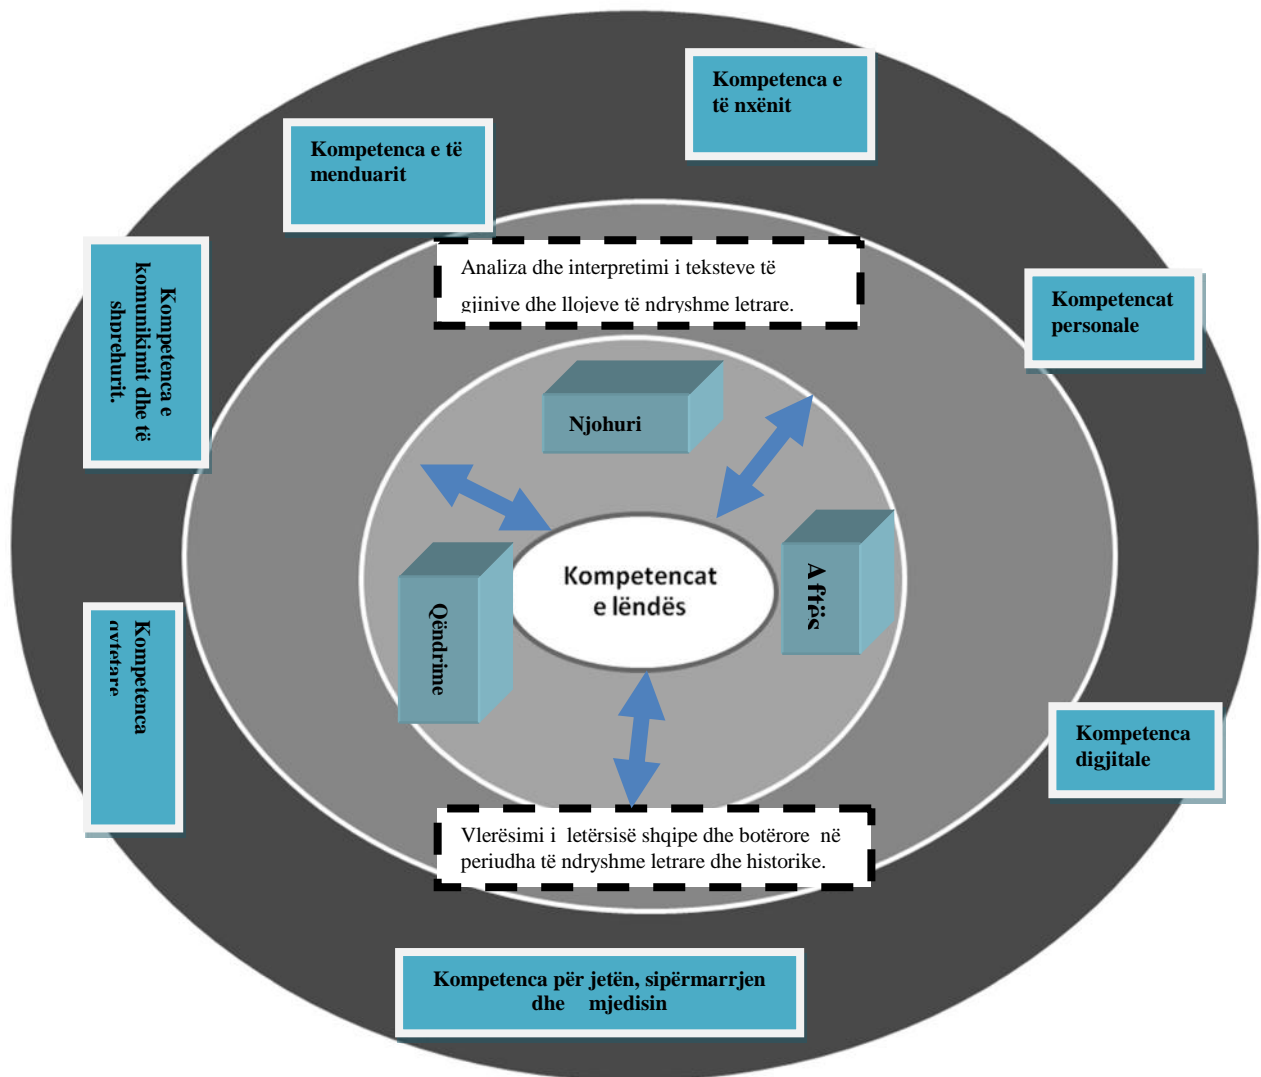 Kompetenca e
të nxënit
Kompetenca e të
menduarit
Kompetenca e
komunikimit dhe të
shprehurit.
Analiza dhe interpretimi i teksteve të
gjinive dhe llojeve të ndryshme letrare.
Kompetencat
personale
Njohuri
Kompetencat
e lëndës
Aftës
Qëndrime
Kompetenca
qytetare
Kompetenca
digjitale
Vlerësimi i letërsisë shqipe dhe botërore në
periudha të ndryshme letrare dhe historike.
Kompetenca për jetën, sipërmarrjen
dhe mjedisin